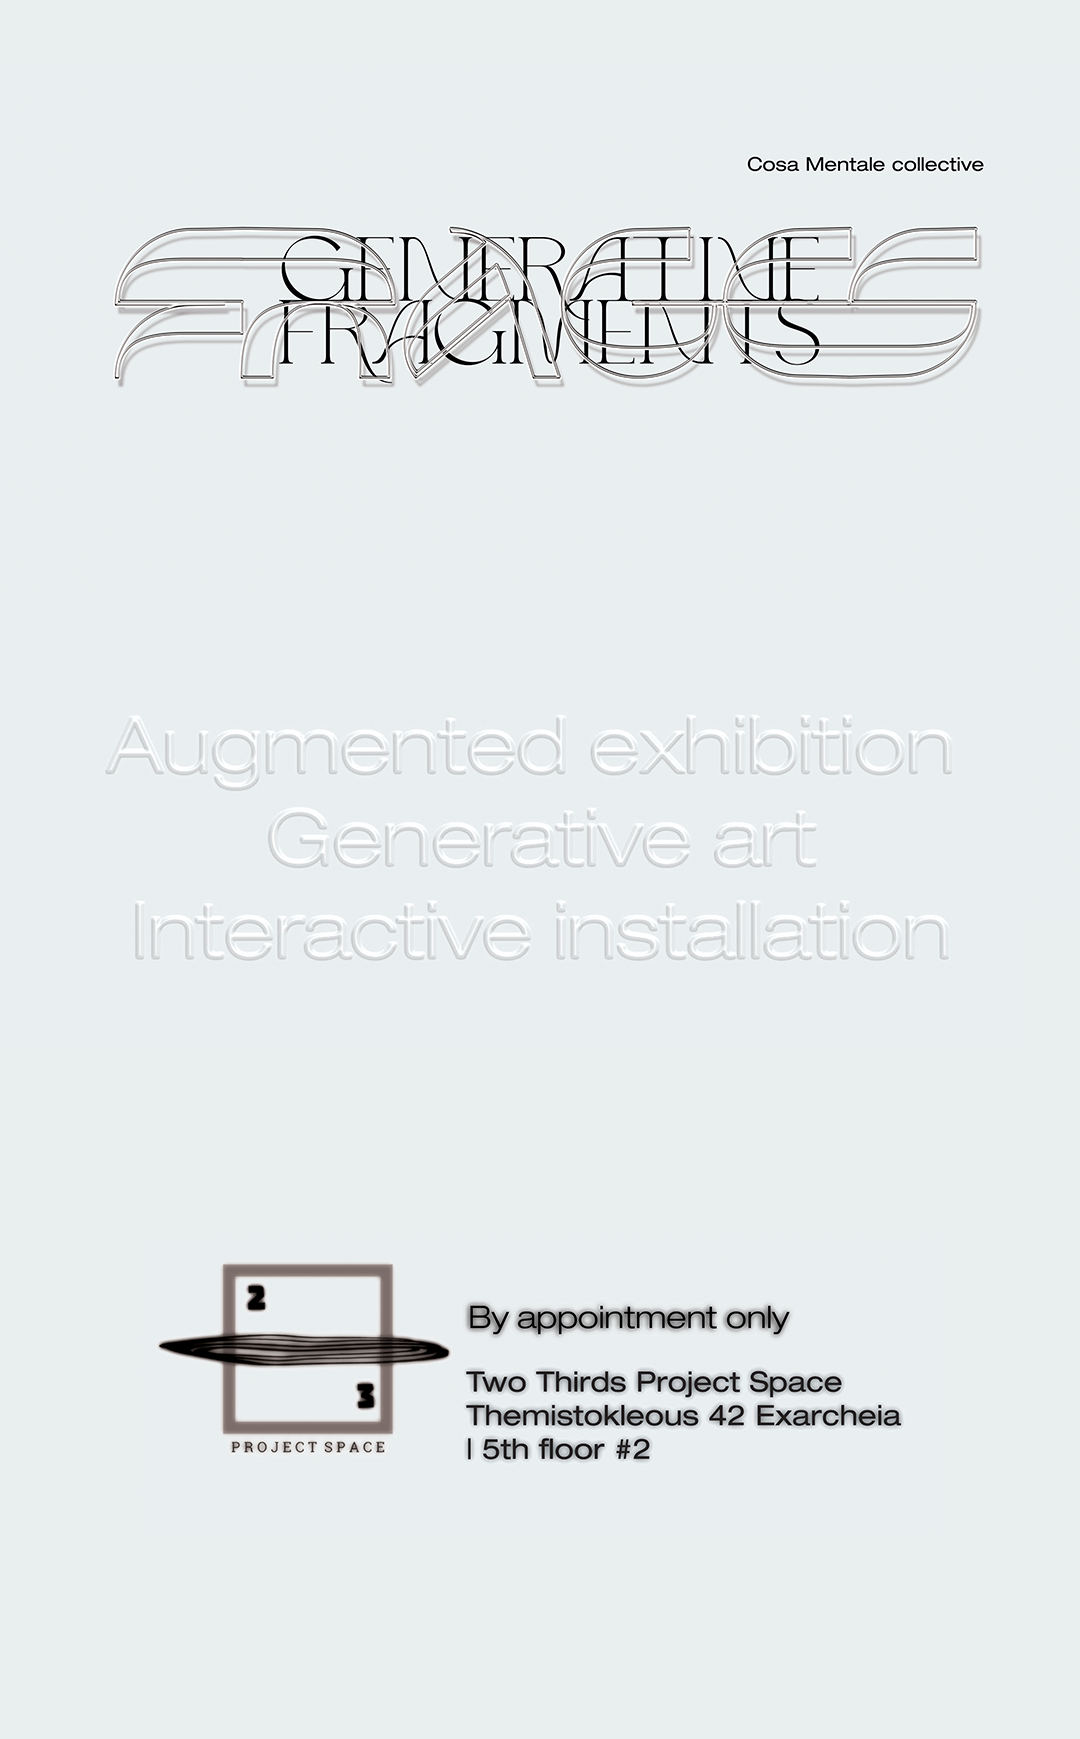 Cosa Mentale collective
GENERATIVE
FRAGMENTS
Augmented exhibition
Generative art
Interactive installation
2
3
PROJECT SPACE
By appointment only
Two Thirds Project Space
Themistokleous 42 Exarcheia
| 5th floor #2